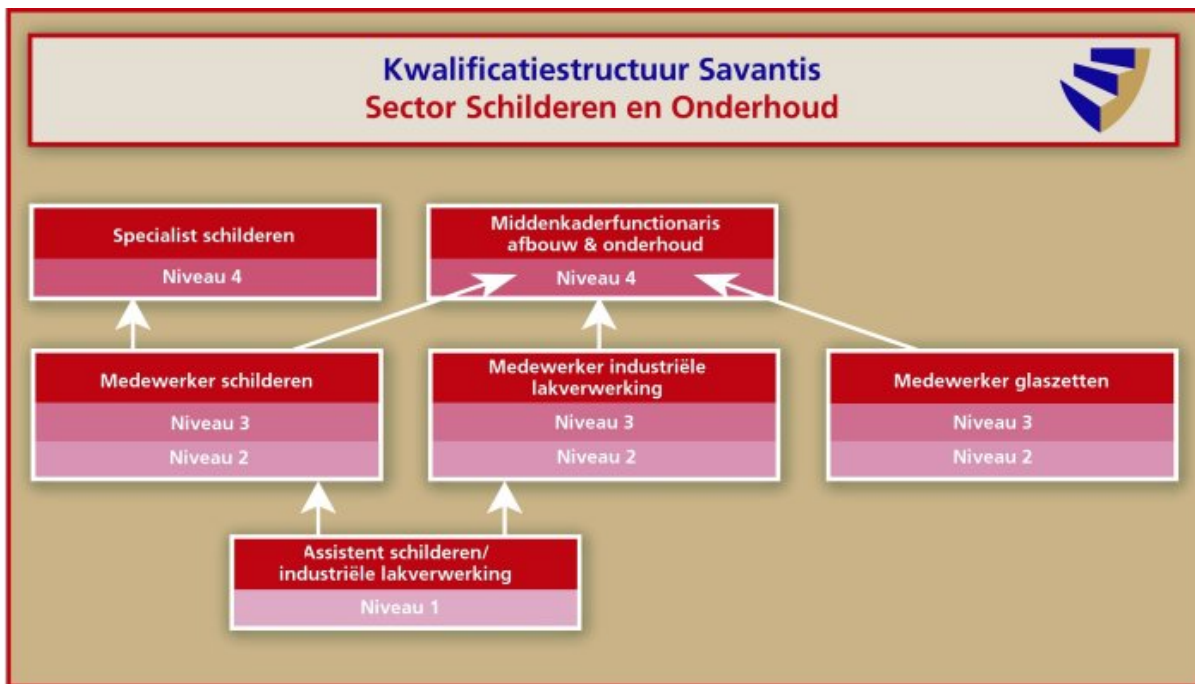 Kwalificatiestructuur Savantis
Sector Schilderen en Onderhoud
Specialist schilderen
Niveau 4
Middenkaderfunctionaris
afbouw & onderhoud
Niveau 4
Medewerker schilderen
Niveau 3
Niveau 2
Medewerker industriële
lakverwerking
Niveau 3
Niveau 2
Medewerker glaszetten
Niveau 3
Niveau 2
Assistent schilderen/
industriële lakverwerking
Niveau 1